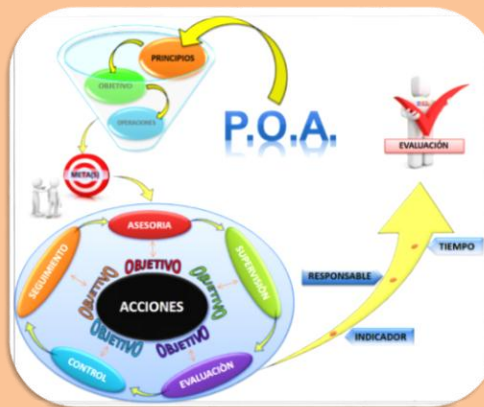 PRINCIPIOS
OBJETIVO
OPERACIONES
P.O.A.
EVALUACIÓN
META(S)
ASESORIA
SUPERVISIÓN
EVALUACIÓN
CONTROL
SEGUIMIENTO
OBJETIVO
OBJETIVO
OBJETIVO
OBJETIVO
OBJETIVO
ACCIONES
TIEMPO
RESPONSABLE
INDICADOR